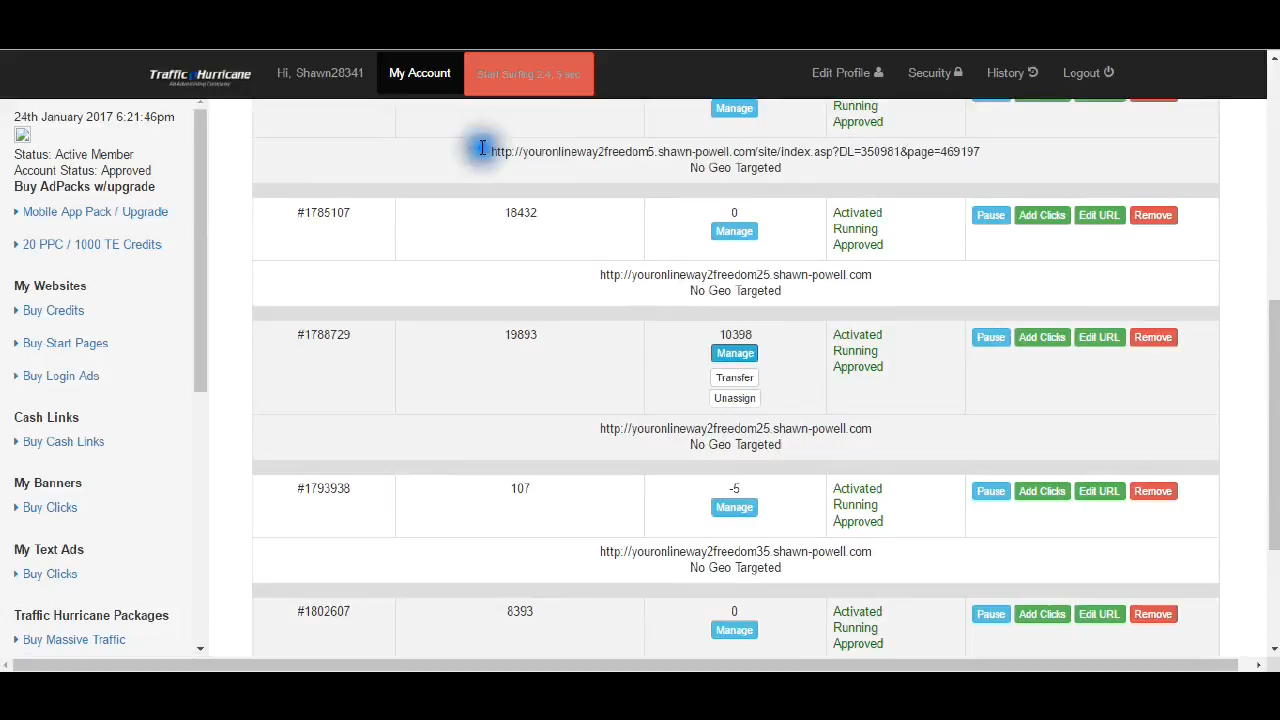 Traffic Hurricane
An Advertising Company
Hi, Shawn28341
My Account
Start Surfing 2.4, 5 sec
Edit Profile
Security
History
Logout
24th January 2017 6:21:46pm
Status: Active Member
Account Status: Approved
Buy AdPacks w/upgrade
Mobile App Pack / Upgrade
20 PPC / 1000 TE Credits
My Websites
Buy Credits
Buy Start Pages
Buy Login Ads
Cash Links
Buy Cash Links
My Banners
Buy Clicks
My Text Ads
Buy Clicks
Traffic Hurricane Packages
Buy Massive Traffic
Manage
Running
Approved
http://youronlineway2freedom5.shawn-powell.com/site/index.asp?DL=350981&page=469197
No Geo Targeted
#1785107 18432 0 Activated Pause Add Clicks Edit URL Remove
Manage Running
Approved
http://youronlineway2freedom25.shawn-powell.com
No Geo Targeted
#1788729 19893 10398 Activated Pause Add Clicks Edit URL Remove
Manage Running
Approved
Transfer
Unassign
http://youronlineway2freedom25.shawn-powell.com
No Geo Targeted
#1793938 107 -5 Activated Pause Add Clicks Edit URL Remove
Manage Running
Approved
http://youronlineway2freedom35.shawn-powell.com
No Geo Targeted
#1802607 8393 0 Activated Pause Add Clicks Edit URL Remove
Manage Running
Approved